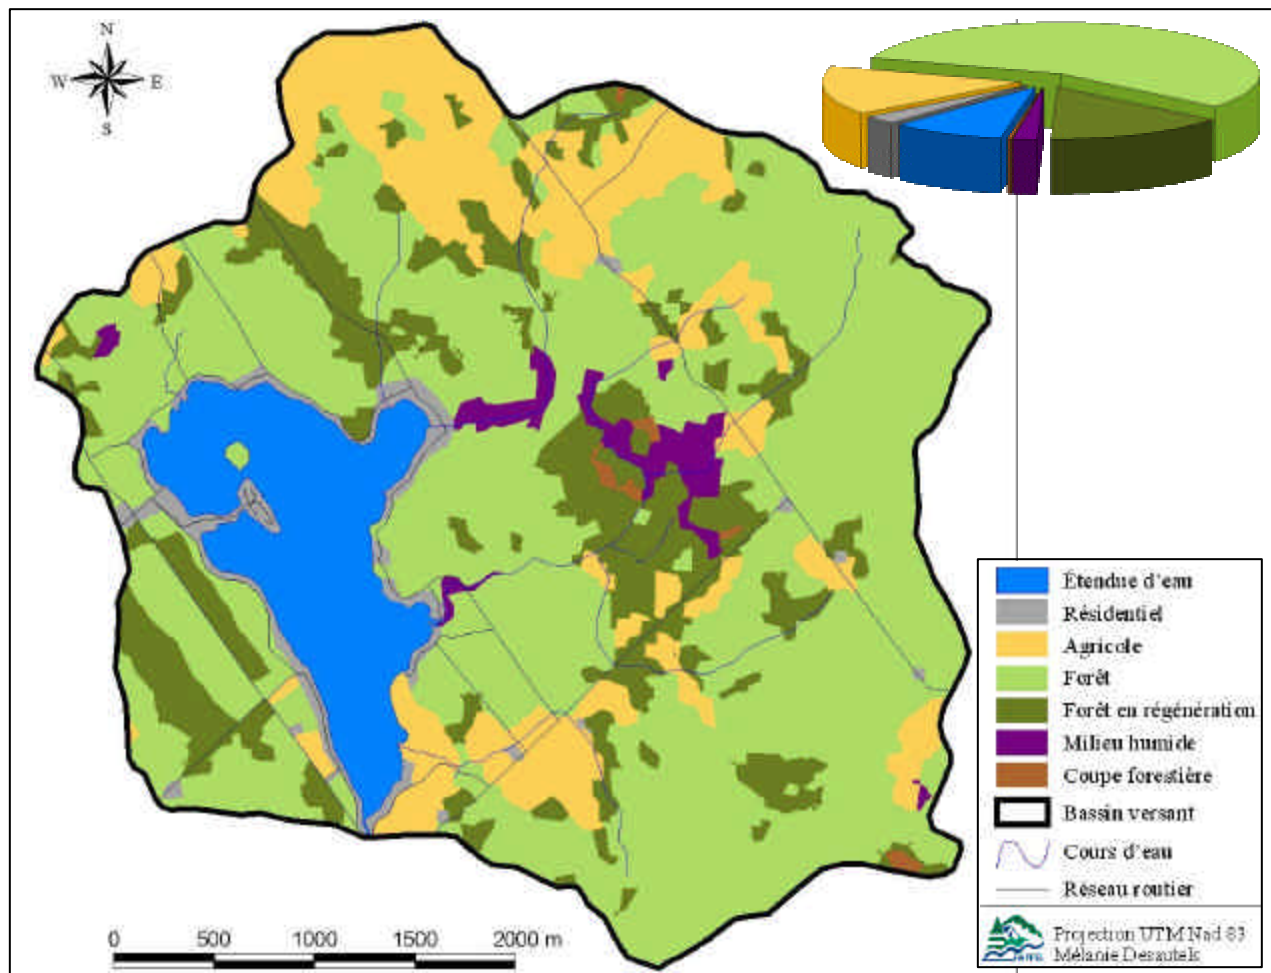 N
W E
S
Étendue d'eau
Résidentiel
Agricole
Forêt
Forêt en régénération
Milieu humide
Coupe forestière
Bassin versant
Cours d'eau
Réseau routier
0 500 1000 1500 2000 m
Projection UTM Nad 83
Mélanie Desautels